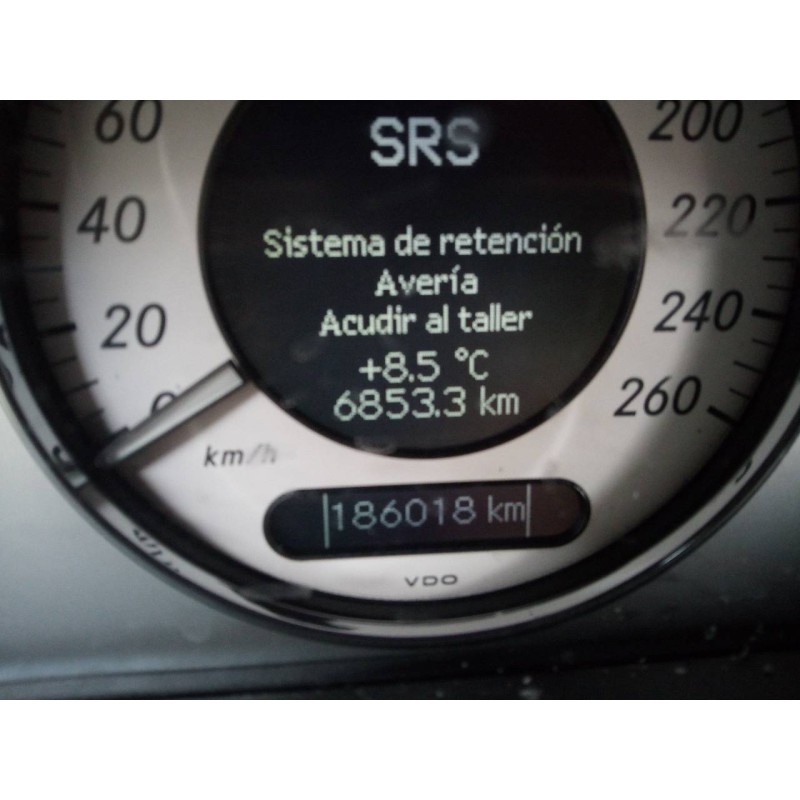 SRS
60
200
40
220
Sistema de retención
Avería
20
Acudir al taller
240
+8.5 °C
6853.3 km
0
260
km/h
186018 km
VDO